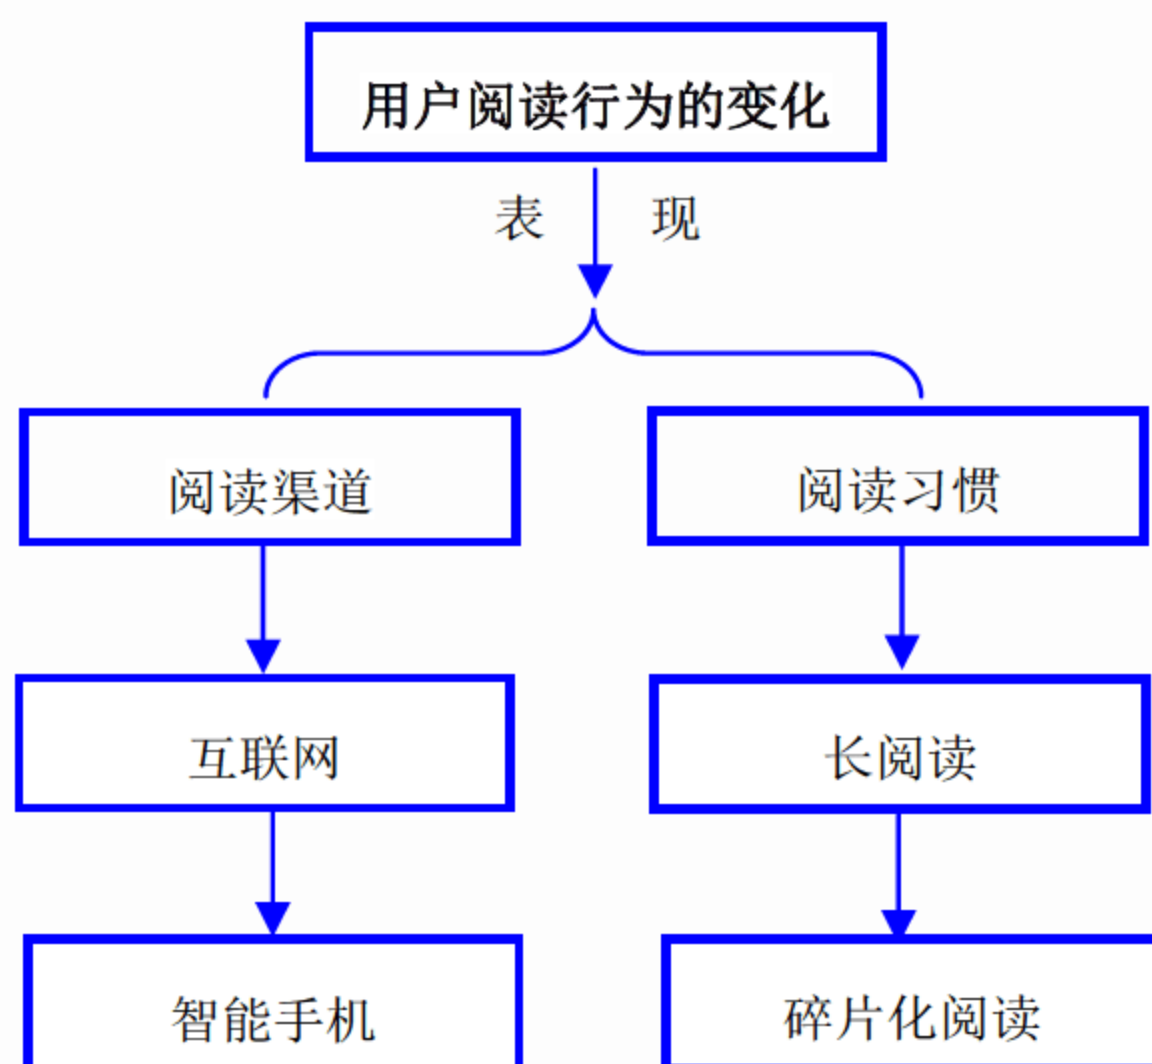 用户阅读行为的变化
表 现
阅读渠道 阅读习惯
互联网 长阅读
智能手机 碎片化阅读